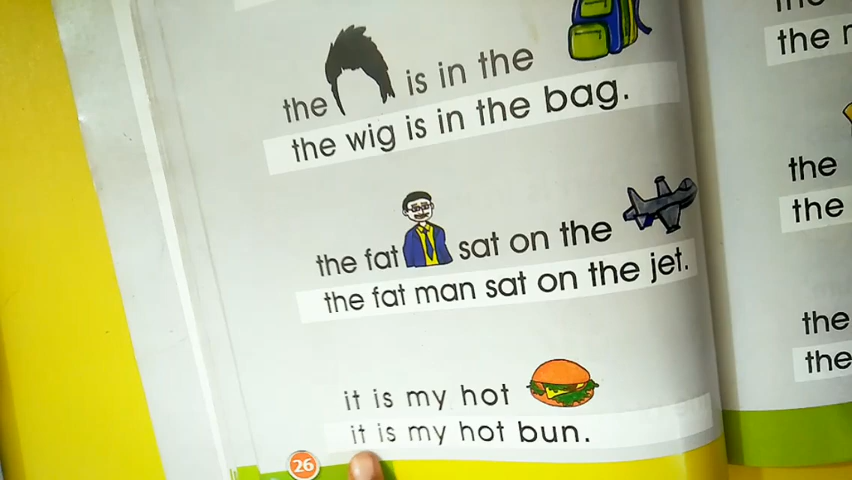 the is in the
the wig is in the bag.
the fat sat on the
the fat man sat on the jet.
it is my hot
it is my hot bun.
26
the
the
the
the
the